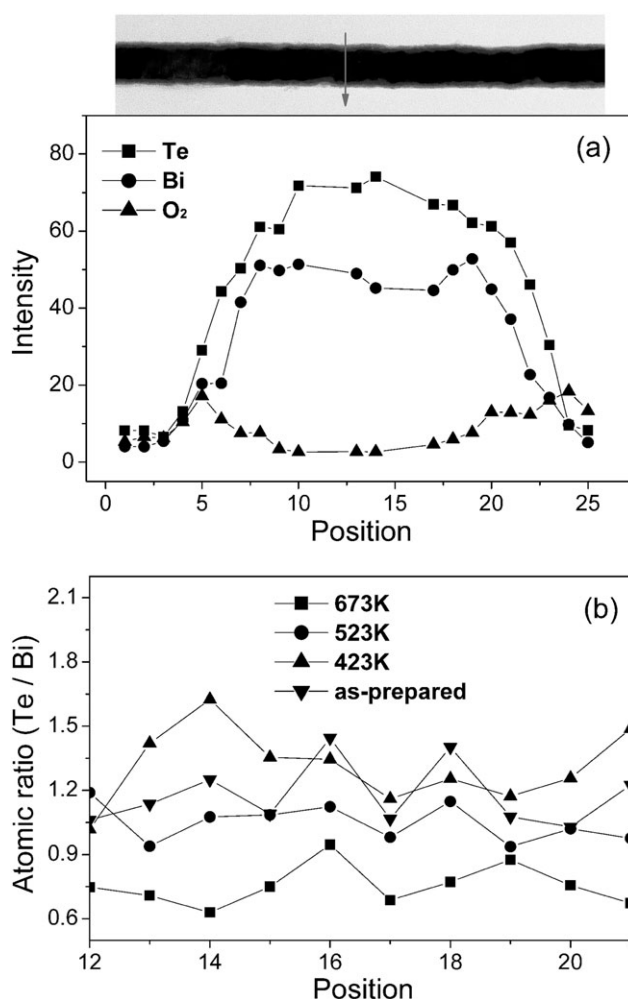 (a)
Te
Bi
O₂
80
60
40
20
0
Intensity
0 5 10 15 20 25
Position
(b)
673K
523K
423K
as-prepared
2.1
1.8
1.5
1.2
0.9
0.6
Atomic ratio (Te / Bi)
12 14 16 18 20
Position